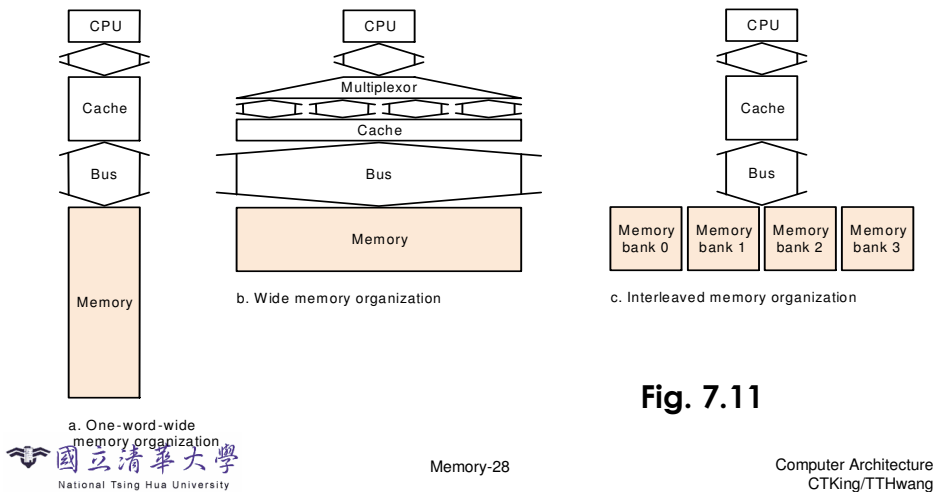 CPU
Cache
Bus
Memory
a. One-word-wide
memory organization
CPU
Multiplexor
Cache
Bus
Memory
b. Wide memory organization
CPU
Cache
Bus
Memory
bank 0
Memory
bank 1
Memory
bank 2
Memory
bank 3
c. Interleaved memory organization
Fig. 7.11
國立清華大學
National Tsing Hua University
Memory-28
Computer Architecture
CTKing/TTHwang